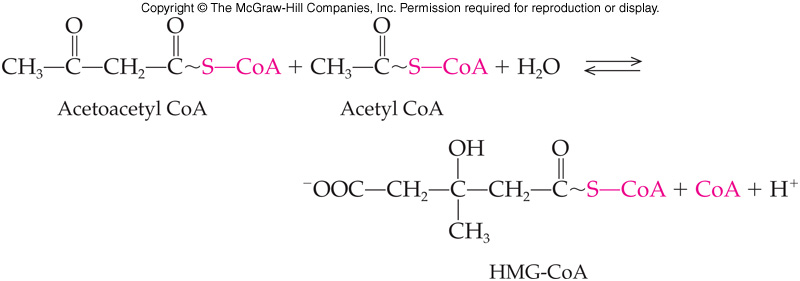 Copyright © The McGraw-Hill Companies, Inc. Permission required for reproduction or display.
O O O
CH₃—C—CH₂—C~S—CoA + CH₃—C~S—CoA + H₂O ⇌
Acetoacetyl CoA Acetyl CoA
OH O
⁻OOC—CH₂—C—CH₂—C~S—CoA + CoA + H⁺
CH₃
HMG-CoA